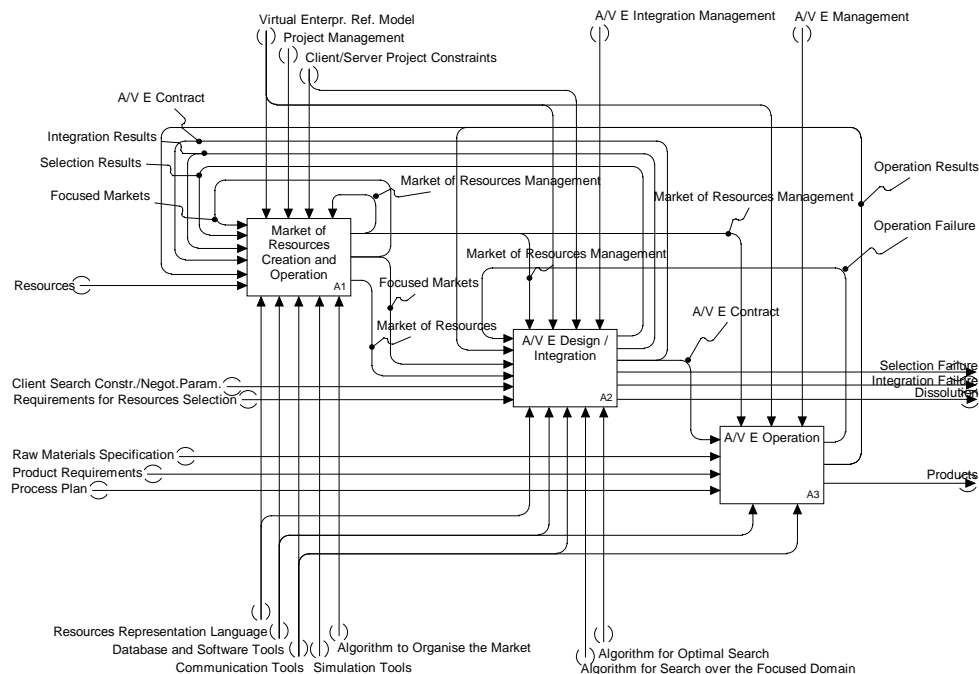 Virtual Enterpr. Ref. Model
A/V E Integration Management
A/V E Management
Project Management
Client/Server Project Constraints
A/V E Contract
Integration Results
Selection Results
Focused Markets
Operation Results
Market of Resources Management
Market of Resources Management
Operation Failure
Market of
Resources
Creation and
Operation
A1
Market of Resources Management
Resources
Focused Markets
A/V E Contract
Market of Resources
A/V E Design /
Integration
A2
Selection Failure
Integration Failure
Dissolution
Client Search Constr./Negot.Param.
Requirements for Resources Selection
A/V E Operation
A3
Raw Materials Specification
Product Requirements
Process Plan
Products
Resources Representation Language
Database and Software Tools
Communication Tools
Simulation Tools
Algorithm to Organise the Market
Algorithm for Optimal Search
Algorithm for Search over the Focused Domain